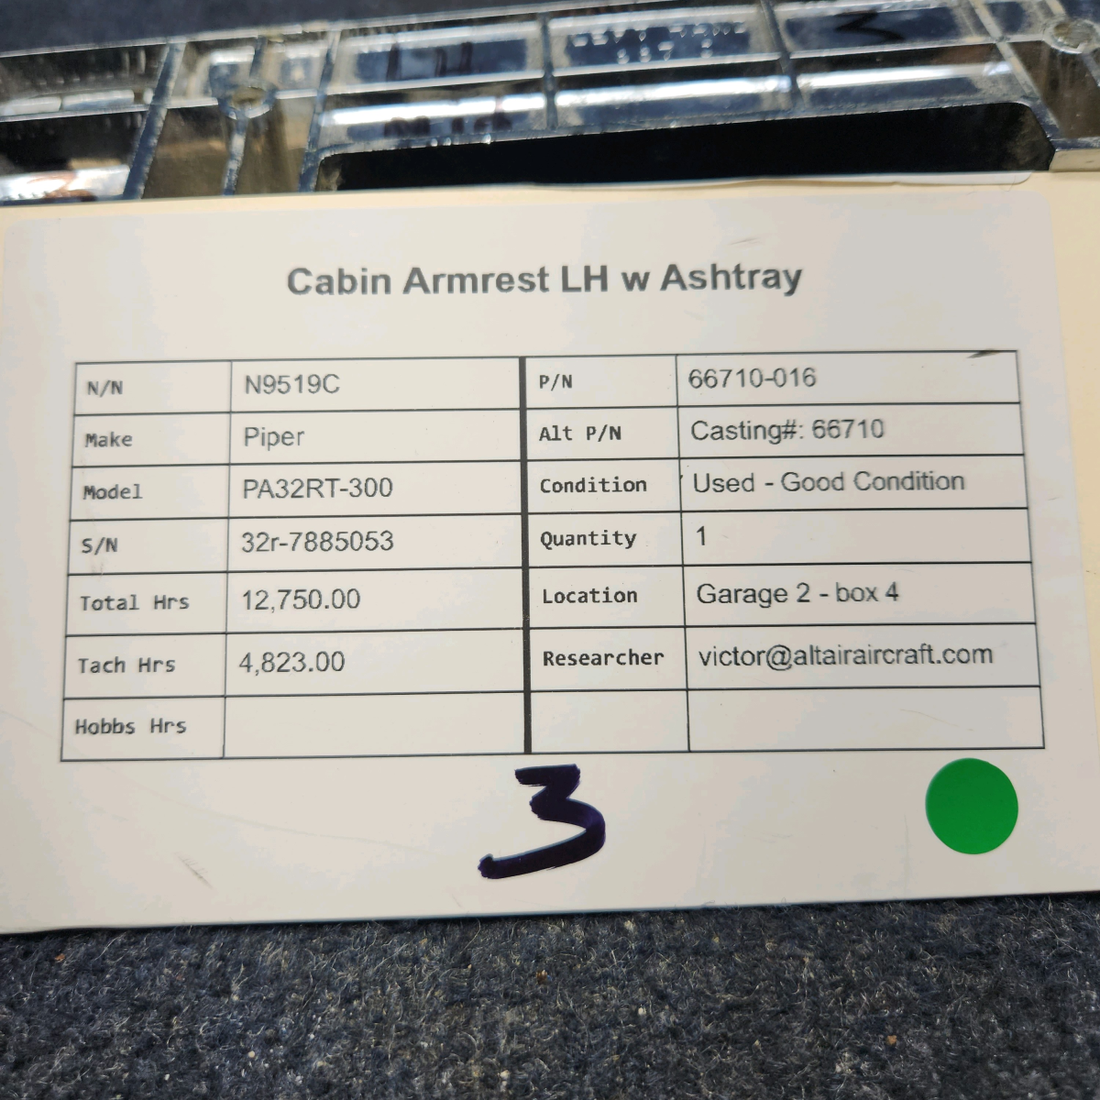 Cabin Armrest LH w Ashtray
N/N N9519C P/N 66710-016
Make Piper Alt P/N Casting#: 66710
Model PA32RT-300 Condition Used - Good Condition
S/N 32r-7885053 Quantity 1
Total Hrs 12,750.00 Location Garage 2 - box 4
Tach Hrs 4,823.00 Researcher victor@altairaircraft.com
Hobbs Hrs
3